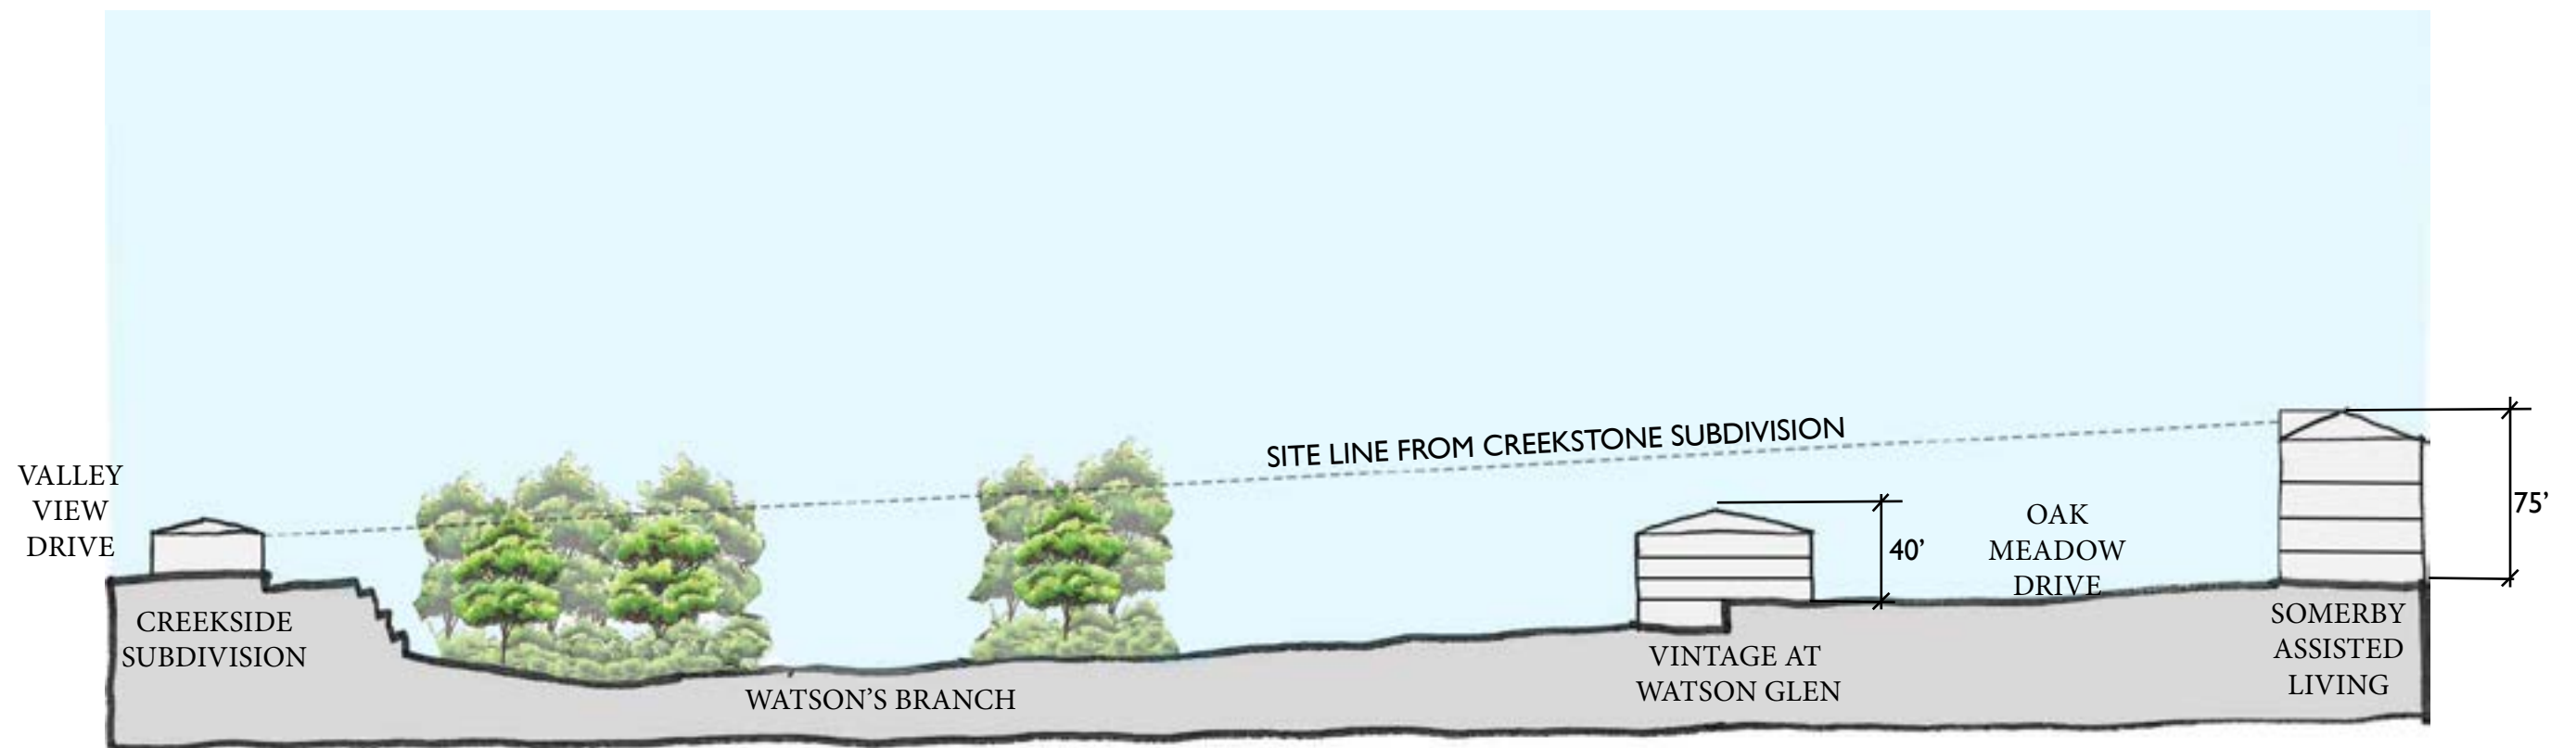 VALLEY
VIEW
DRIVE
CREEKSIDE
SUBDIVISION
WATSON’S BRANCH
SITE LINE FROM CREEKSTONE SUBDIVISION
40’
VINTAGE AT
WATSON GLEN
OAK
MEADOW
DRIVE
75’
SOMERBY
ASSISTED
LIVING